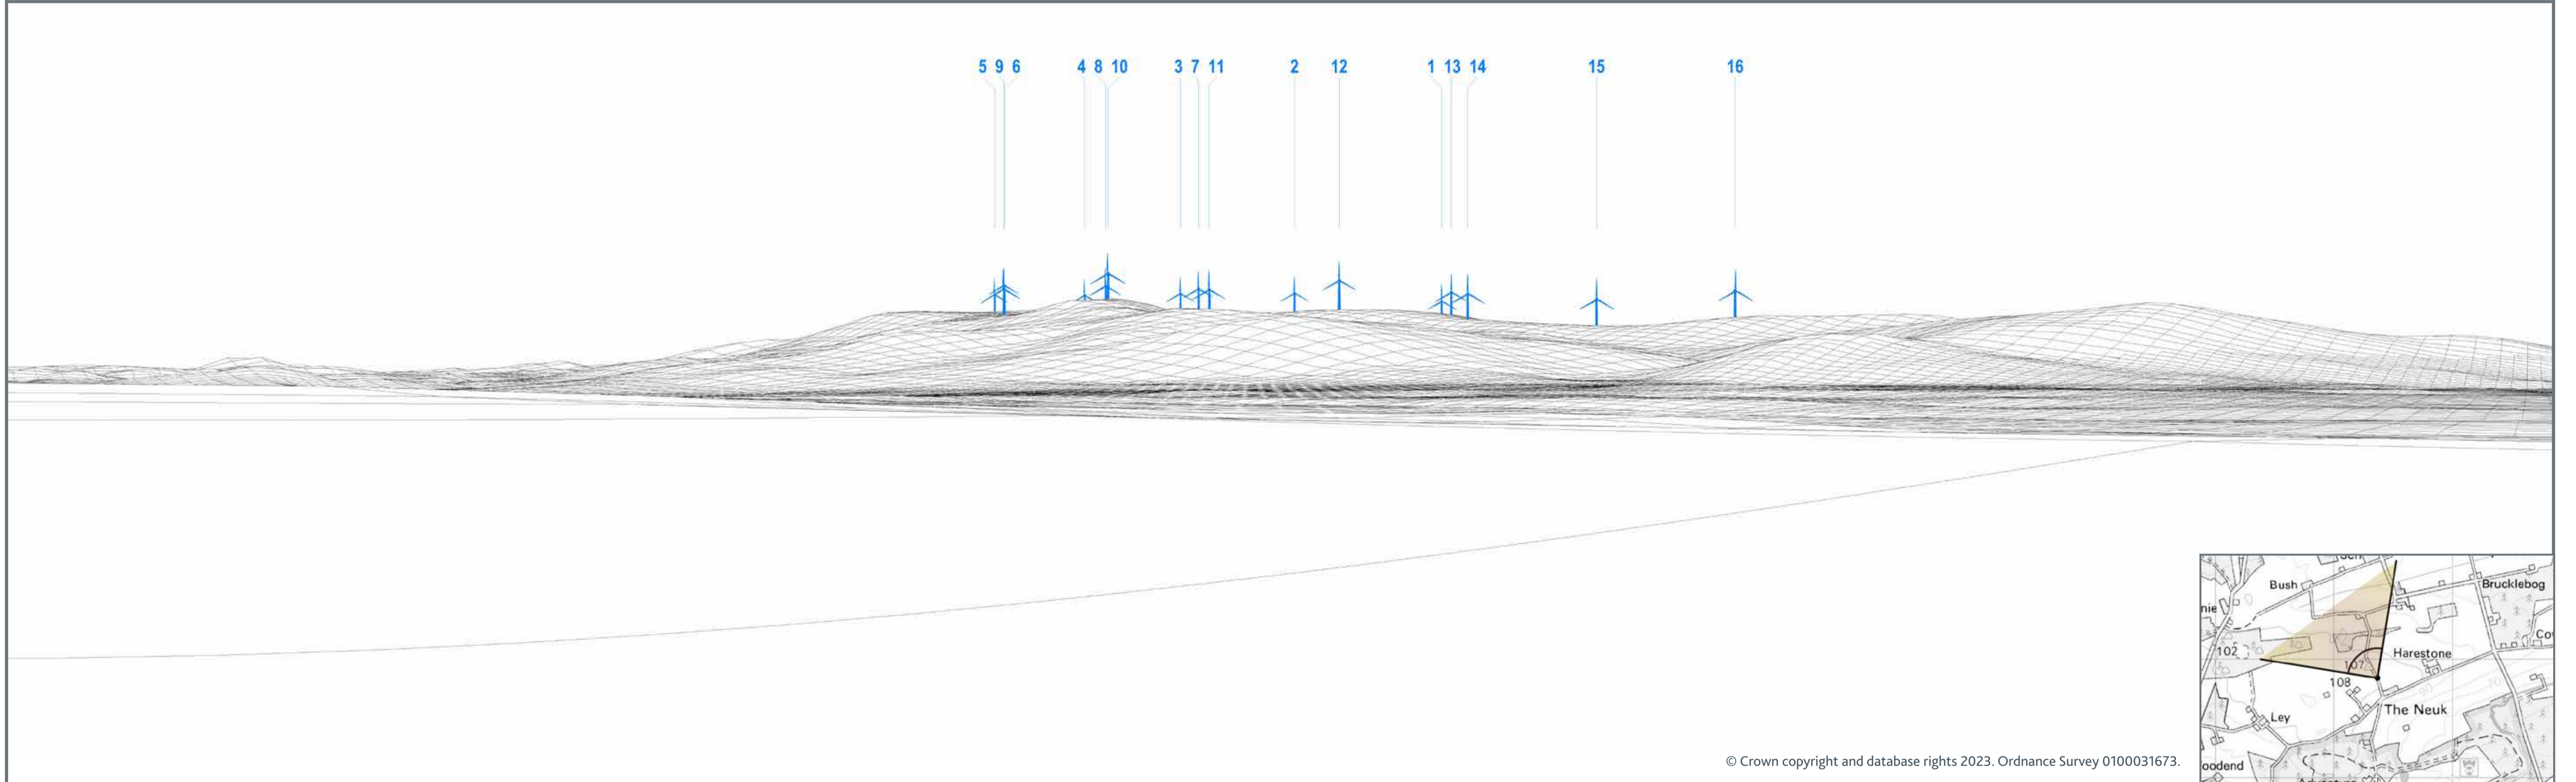 5 9 6 4 8 10 3 7 11 2 12 1 13 14 15 16
Bush
Brucklebog
nie
Co
102
Harestone
107
108
The Neuk
Ley
© Crown copyright and database rights 2023. Ordnance Survey 0100031673.
oodend